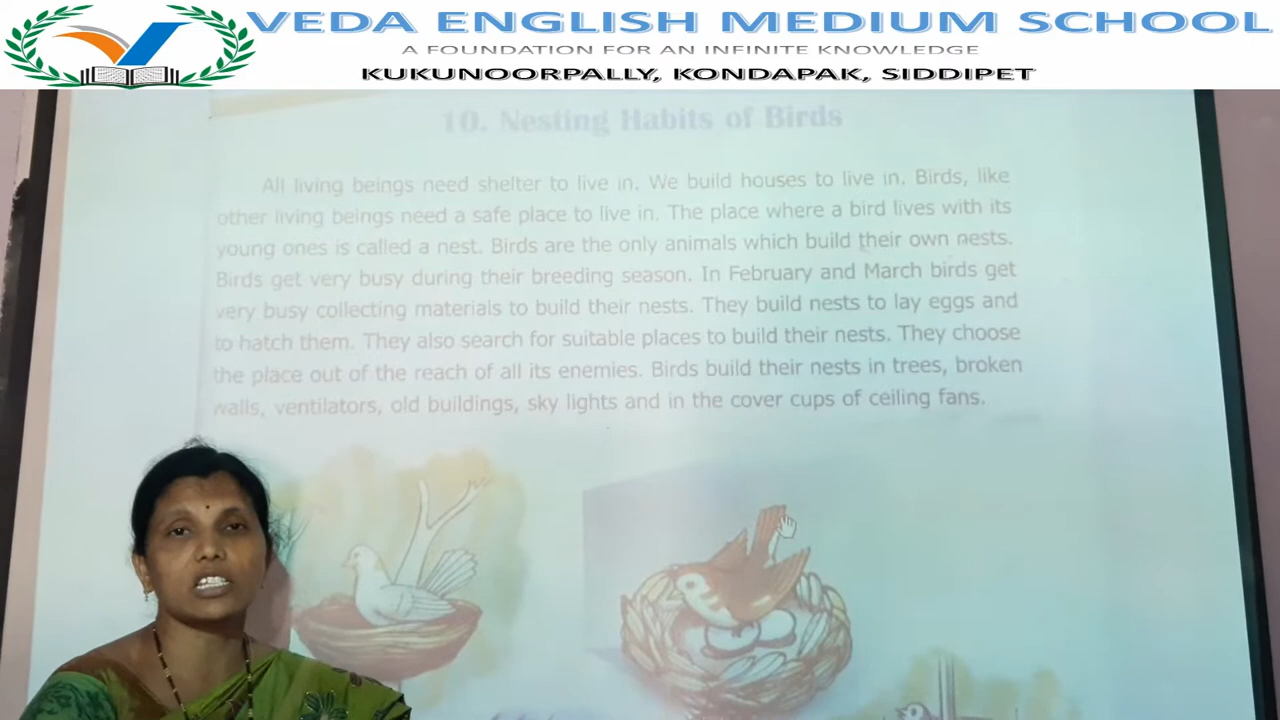 VEDA ENGLISH MEDIUM SCHOOL
A FOUNDATION FOR AN INFINITE KNOWLEDGE
KUKUNOORPALLY, KONDAPAK, SIDDIPET
10. Nesting Habits of Birds
All living beings need shelter to live in. We build houses to live in. Birds, like
other living beings need a safe place to live in. The place where a bird lives with its
young ones is called a nest. Birds are the only animals which build their own nests.
Birds get very busy during their breeding season. In February and March birds get
very busy collecting materials to build their nests. They build nests to lay eggs and
to hatch them. They also search for suitable places to build their nests. They choose
the place out of the reach of all its enemies. Birds build their nests in trees, broken
walls, ventilators, old buildings, sky lights and in the cover cups of ceiling fans.